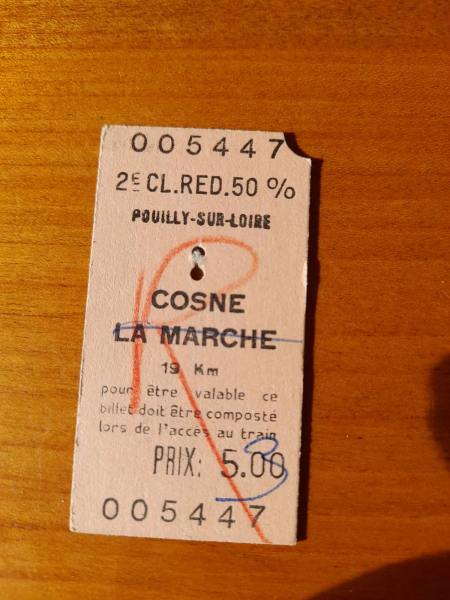 005447
2E CL.RED.50 %
POUILLY-SUR-LOIRE
R
COSNE
LA MARCHE
19 Km
pour être valable ce
billet doit être composté
lors de l'accès au train
PRIX: 5.00
3
005447